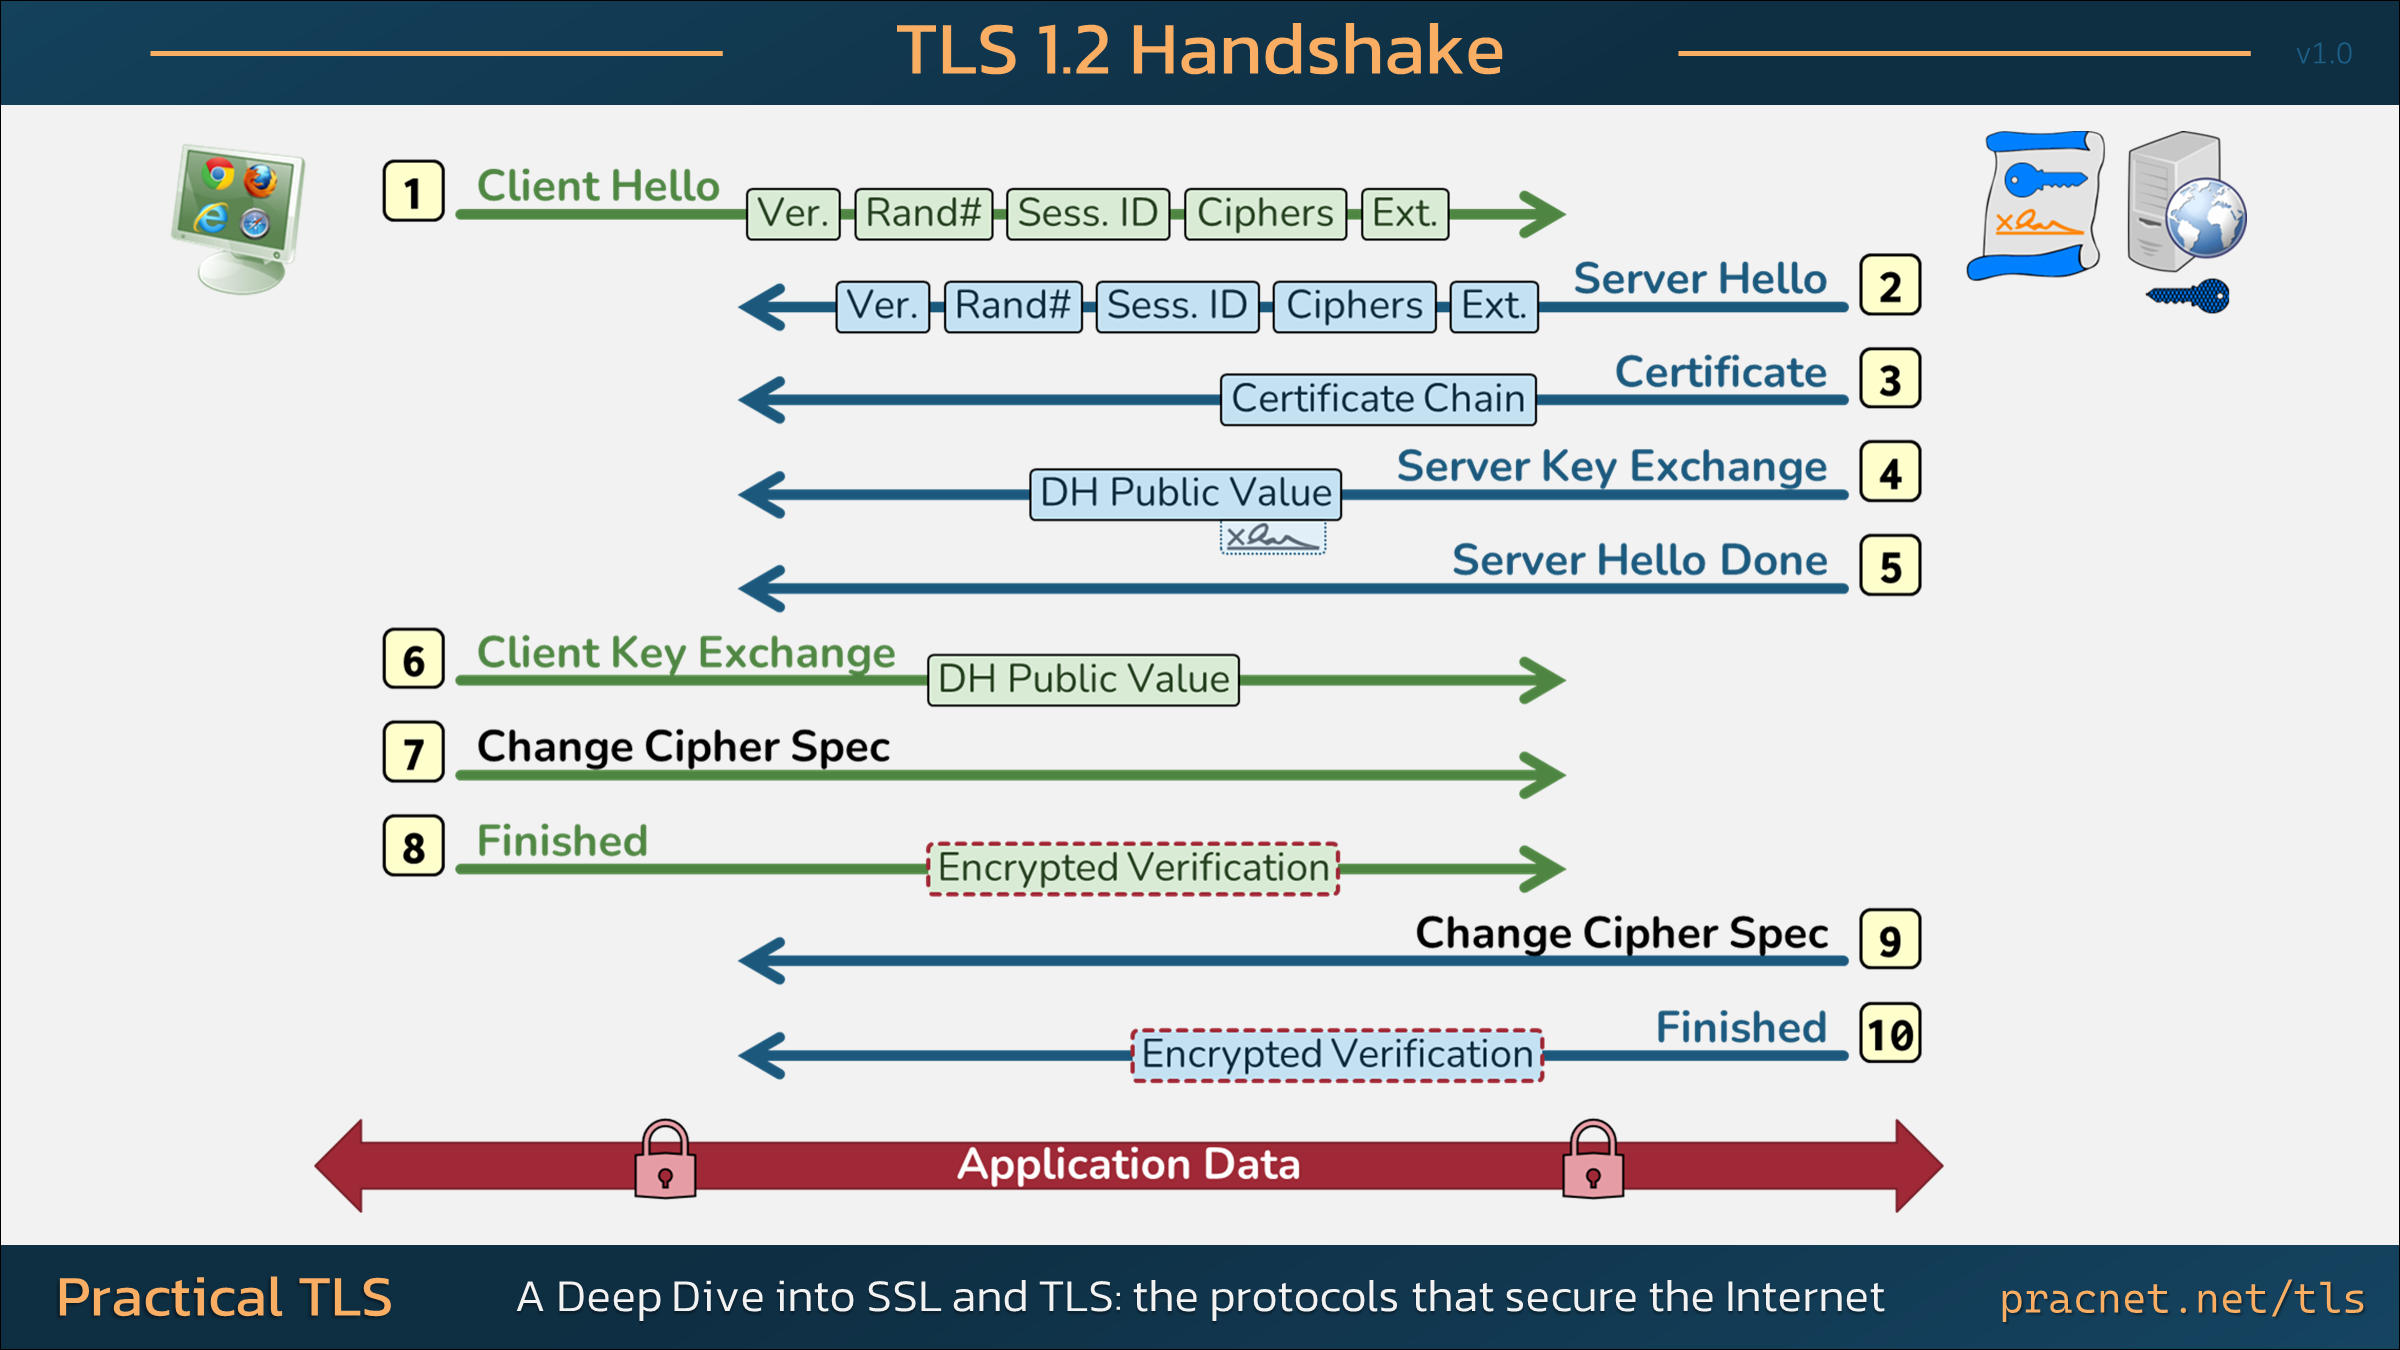 TLS 1.2 Handshake
v1.0
1
Client Hello
Ver. Rand# Sess. ID Ciphers Ext.
Server Hello
2
Ver. Rand# Sess. ID Ciphers Ext.
Certificate
3
Certificate Chain
Server Key Exchange
4
DH Public Value
Server Hello Done
5
6
Client Key Exchange
DH Public Value
7
Change Cipher Spec
8
Finished
Encrypted Verification
Change Cipher Spec
9
Finished
10
Encrypted Verification
Application Data
Practical TLS
A Deep Dive into SSL and TLS: the protocols that secure the Internet
pracnet.net/tls